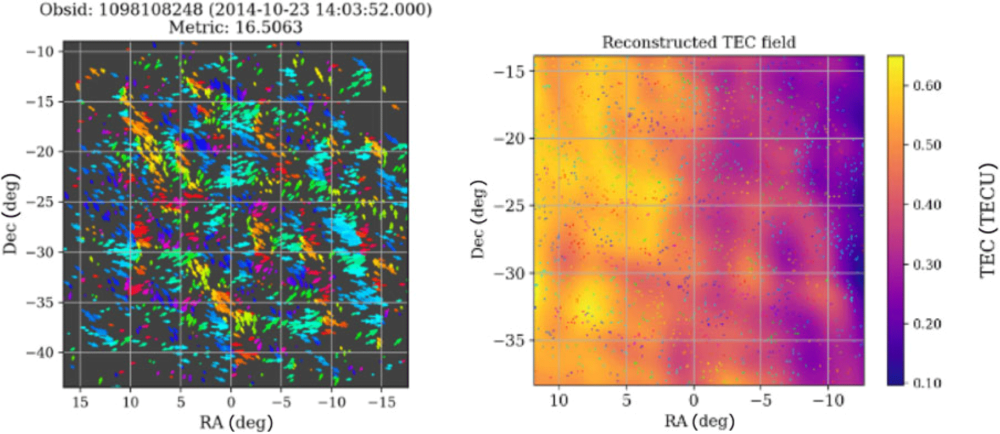 Obsid: 1098108248 (2014-10-23 14:03:52.000)
Metric: 16.5063
−10
−15
−20
−25
−30
−35
−40
Dec (deg)
15 10 5 0 −5 −10 −15
RA (deg)
Reconstructed TEC field
−15
−20
−25
−30
−35
Dec (deg)
10 5 0 −5 −10
RA (deg)
0.60
0.50
0.40
0.30
0.20
0.10
TEC (TECU)